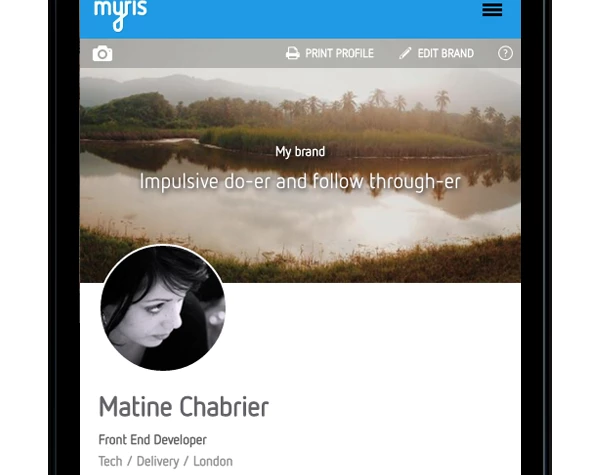 myris
PRINT PROFILE EDIT BRAND ?
My brand
Impulsive do-er and follow through-er
Matine Chabrier
Front End Developer
Tech / Delivery / London